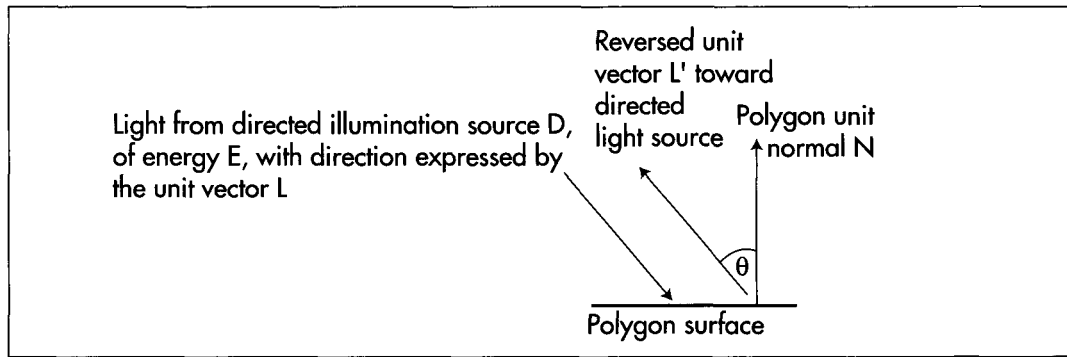 Reversed unit
vector L' toward
directed
light source
Polygon unit
normal N
Light from directed illumination source D,
of energy E, with direction expressed by
the unit vector L
θ
Polygon surface